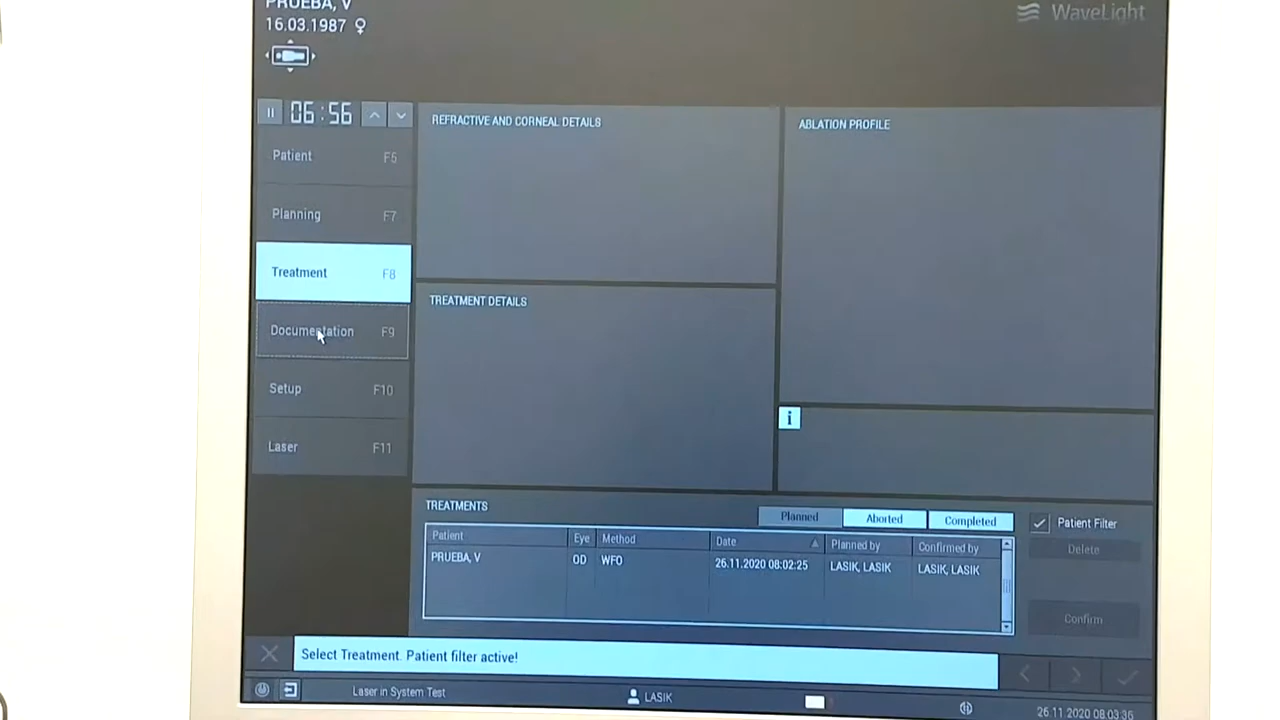 PRUEBA, V
16.03.1987 ♀
WaveLight
06:56
Patient F5
Planning F7
Treatment F8
Documentation F9
Setup F10
Laser F11
REFRACTIVE AND CORNEAL DETAILS
ABLATION PROFILE
TREATMENT DETAILS
i
TREATMENTS
Planned Aborted Completed
Patient Filter
Patient Eye Method Date Planned by Confirmed by
PRUEBA, V OD WFO 26.11.2020 08:02:25 LASIK, LASIK LASIK, LASIK
Delete
Confirm
Select Treatment. Patient filter active!
Laser in System Test LASIK 26.11.2020 08:03:36